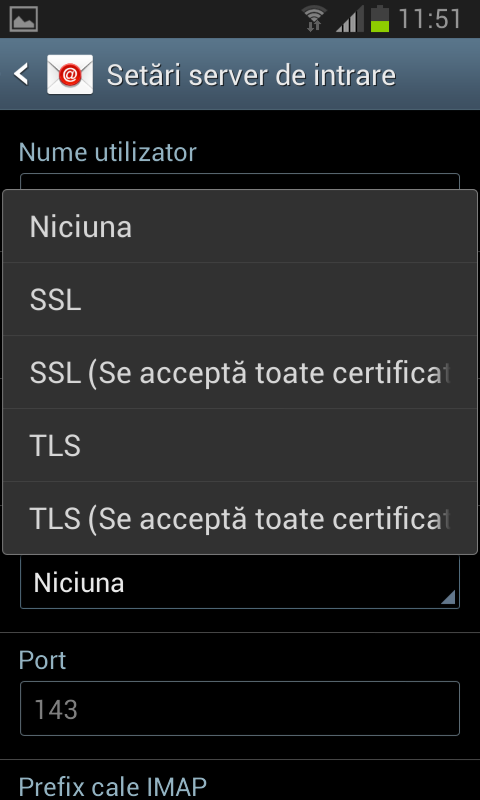 11:51
Setări server de intrare
Nume utilizator
Niciuna
SSL
SSL (Se acceptă toate certificat
TLS
TLS (Se acceptă toate certificat
Niciuna
Port
143
Prefix cale IMAP